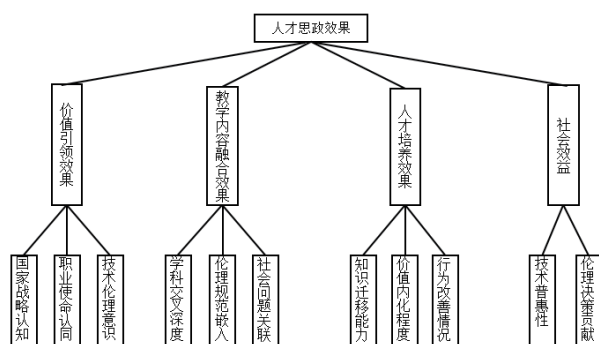 人才思政效果
价值引领效果
教学内容融合效果
人才培养效果
社会效益
国家战略认知
职业使命认同
技术伦理意识
学科交叉深度
伦理规范嵌入
社会问题关联
知识迁移能力
价值内化程度
行为改善情况
技术普惠性
伦理决策贡献